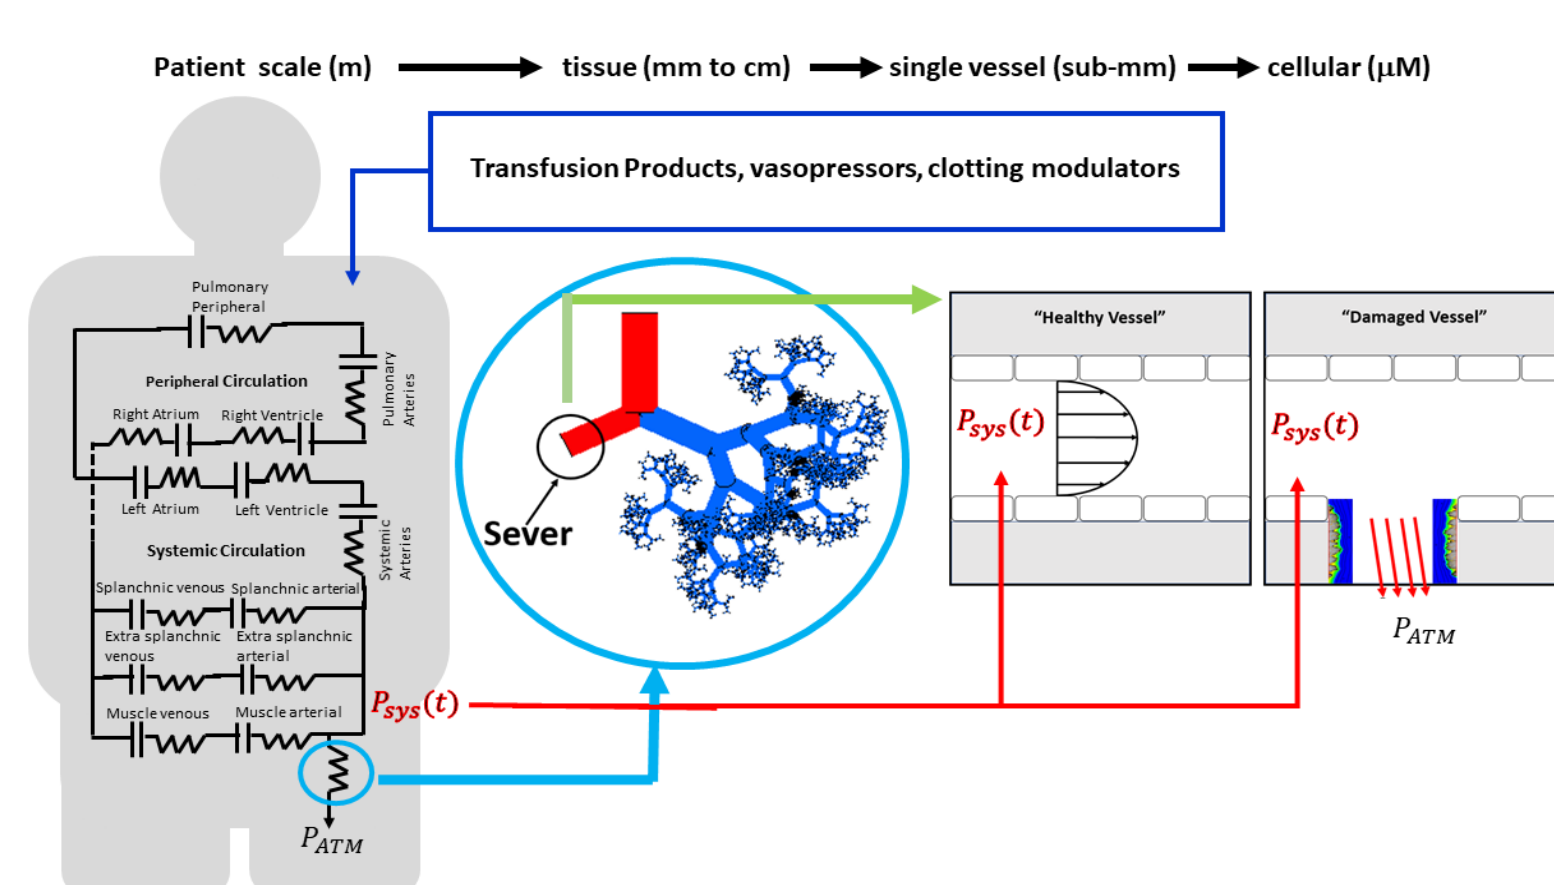 Patient scale (m) tissue (mm to cm) single vessel (sub-mm) cellular (μM)
Transfusion Products, vasopressors, clotting modulators
Pulmonary
Peripheral
Pulmonary
Arteries
Peripheral Circulation
Right Atrium Right Ventricle
Left Atrium Left Ventricle
Systemic
Arteries
Systemic Circulation
Splanchnic venous Splanchnic arterial
Extra splanchnic
venous
Extra splanchnic
arterial
Muscle venous Muscle arterial
P_sys(t)
P_ATM
Sever
“Healthy Vessel”
P_sys(t)
“Damaged Vessel”
P_sys(t)
P_ATM